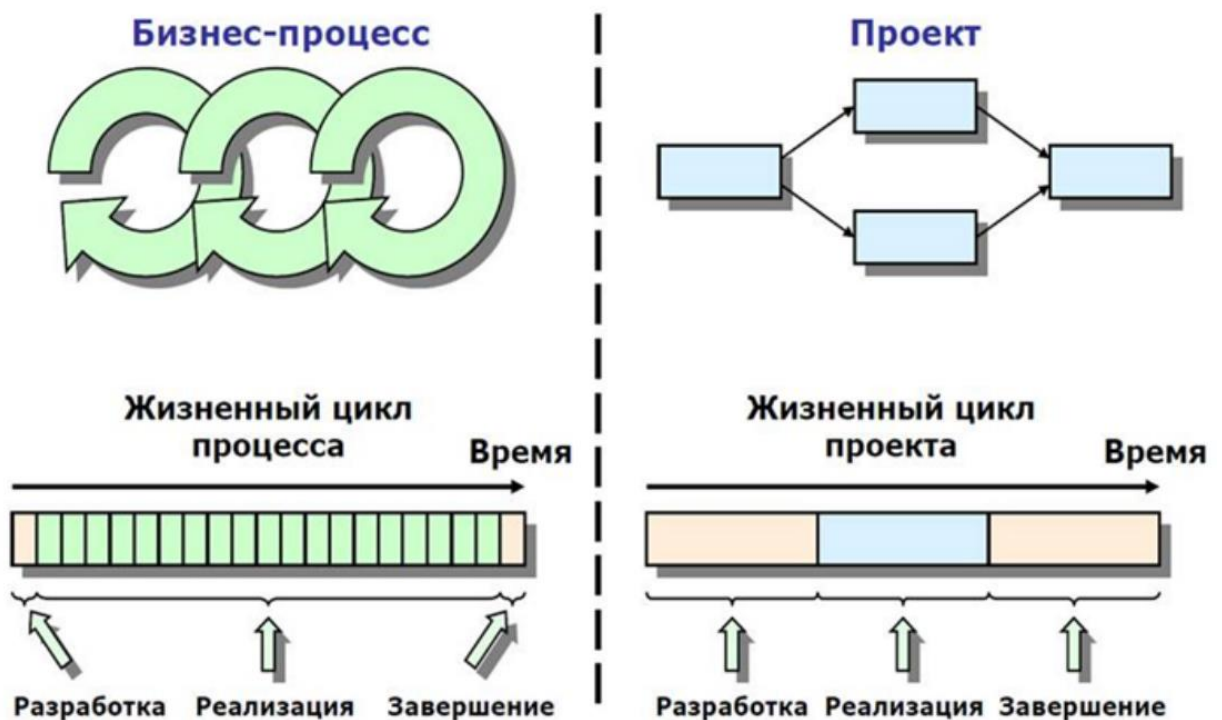 Бизнес-процесс
Жизненный цикл
процесса
Время
Разработка Реализация Завершение
Проект
Жизненный цикл
проекта
Время
Разработка Реализация Завершение